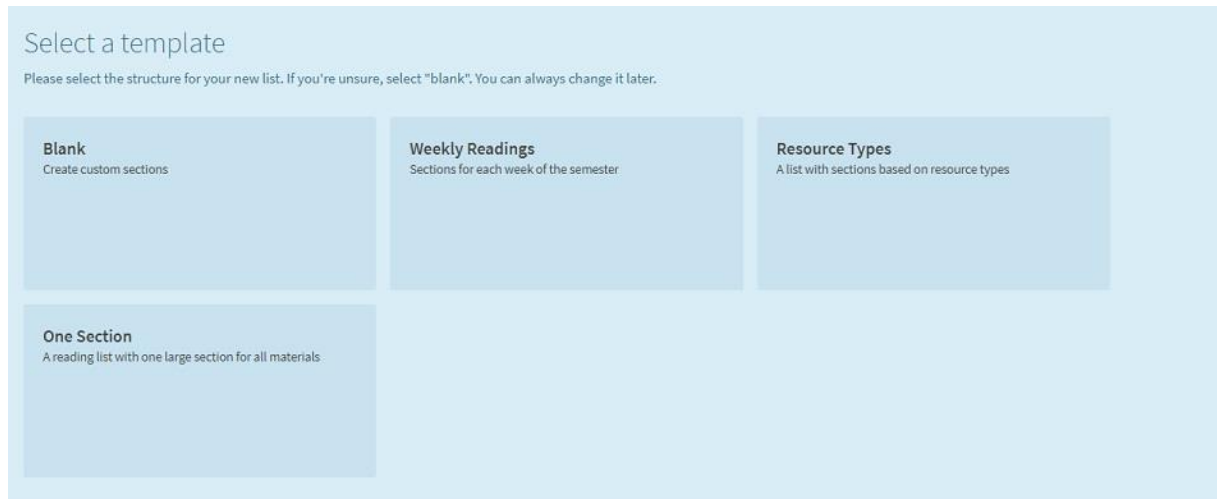 Select a template
Please select the structure for your new list. If you're unsure, select "blank". You can always change it later.
Blank
Create custom sections
Weekly Readings
Sections for each week of the semester
Resource Types
A list with sections based on resource types
One Section
A reading list with one large section for all materials